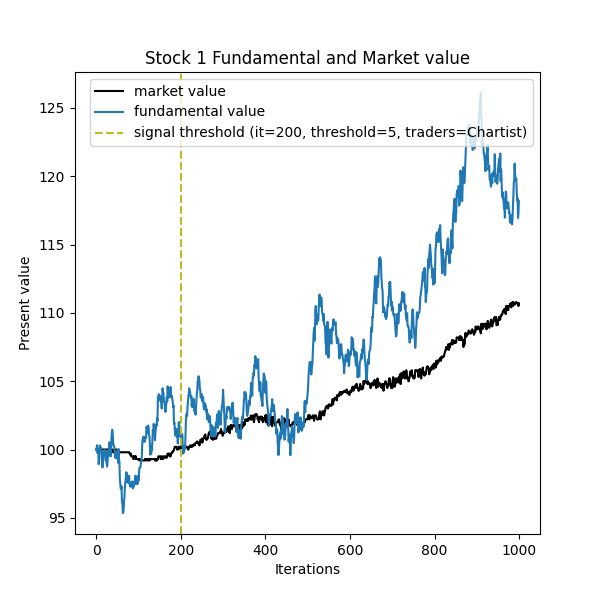 Stock 1 Fundamental and Market value
market value
fundamental value
signal threshold (it=200, threshold=5, traders=Chartist)
125
120
115
110
105
100
95
Present value
0 200 400 600 800 1000
Iterations